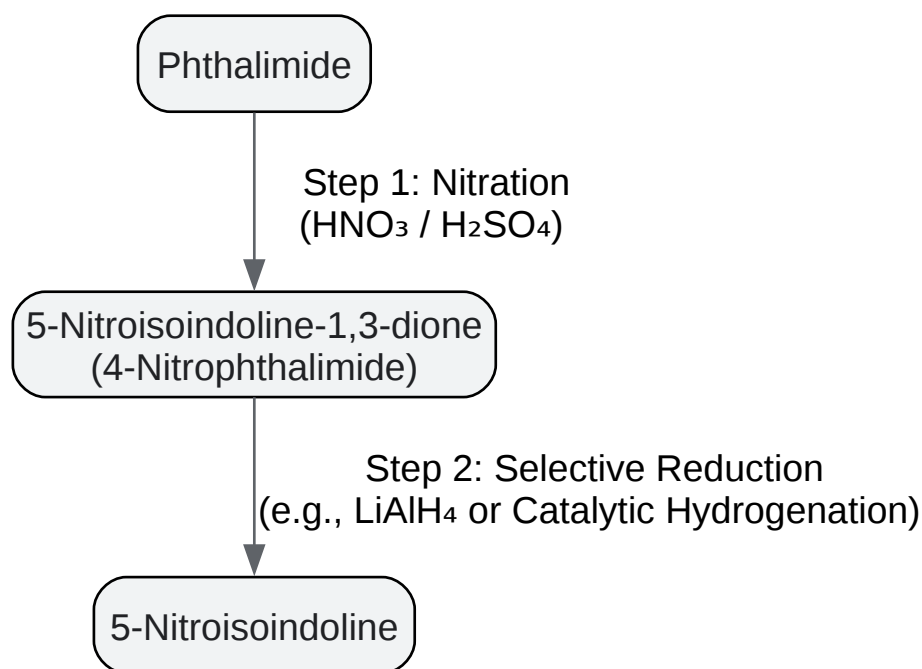 Phthalimide
Step 1: Nitration
(HNO₃ / H₂SO₄)
5-Nitroisoindoline-1,3-dione
(4-Nitrophthalimide)
Step 2: Selective Reduction
(e.g., LiAlH₄ or Catalytic Hydrogenation)
5-Nitroisoindoline